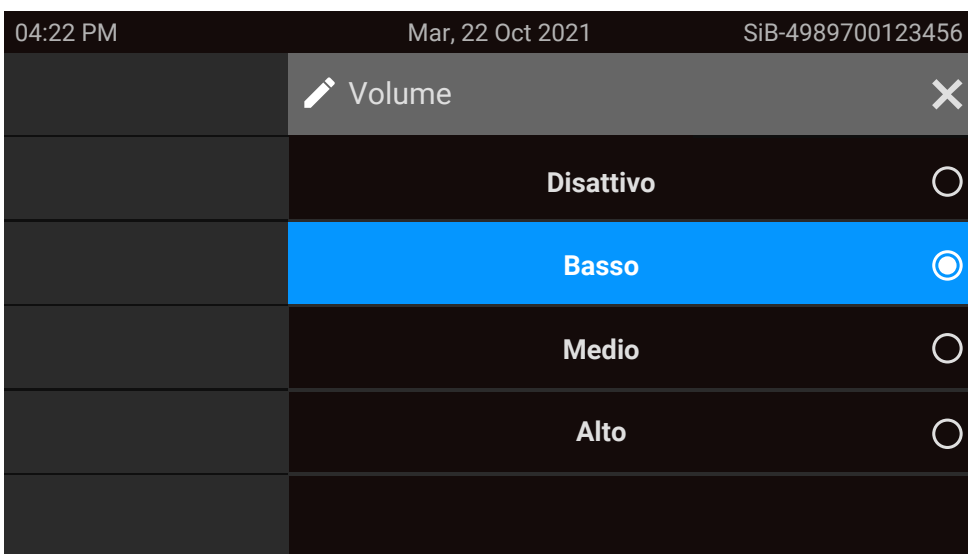 04:22 PM Mar, 22 Oct 2021 SiB-4989700123456
Volume
Disattivo
Basso
Medio
Alto